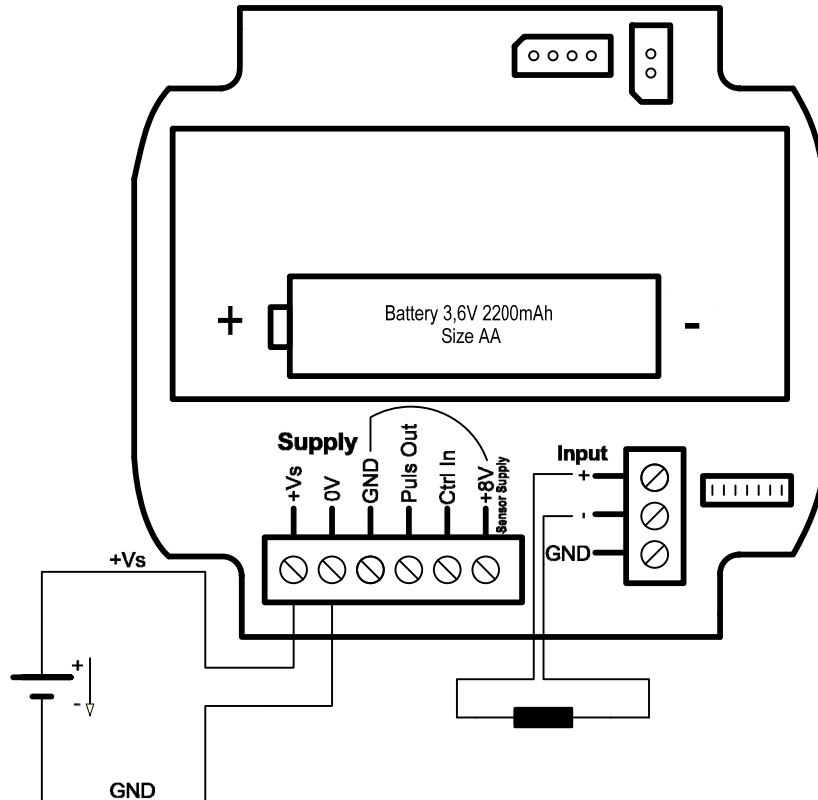 + Battery 3,6V 2200mAh -
Size AA
Supply
+Vs
0V
GND
Puls Out
Ctrl In
+8V
Sensor Supply
Input
+
-
GND
+Vs
+
-
GND